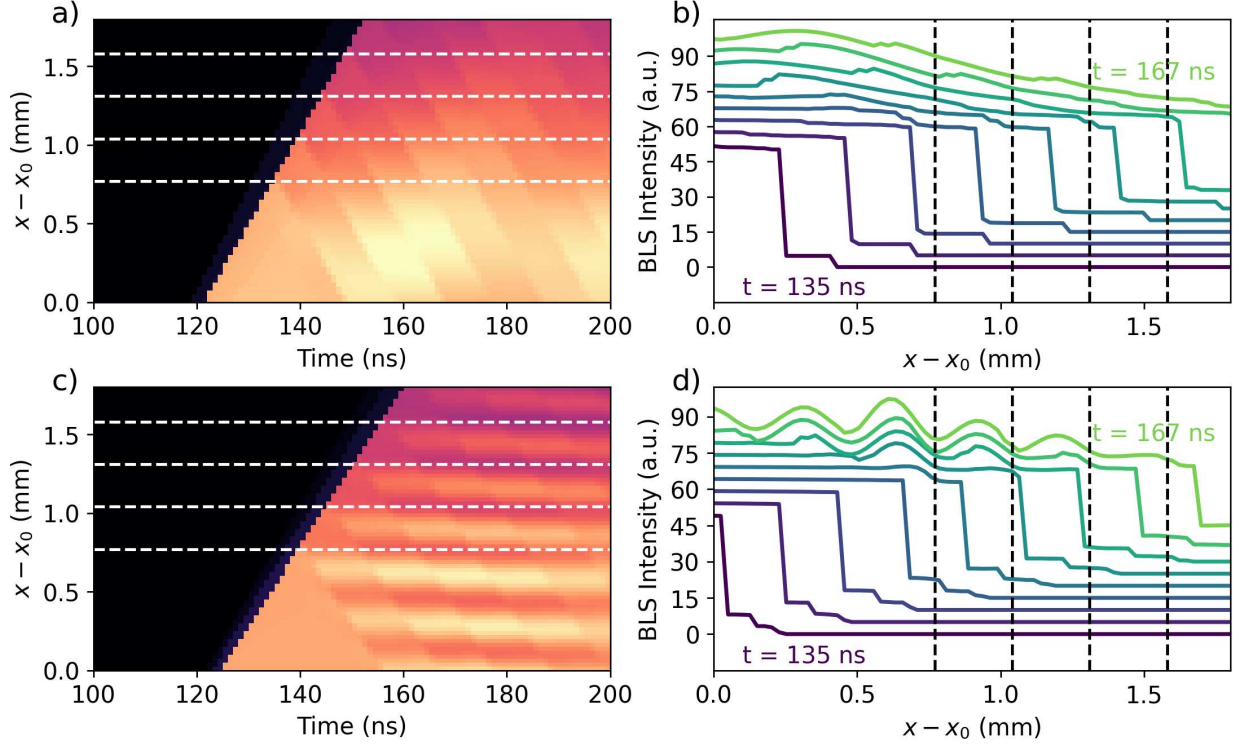 a)
x − x₀ (mm)
1.5
1.0
0.5
0.0
100 120 140 160 180 200
Time (ns)
b)
BLS Intensity (a.u.)
90
75
60
45
30
15
0
t = 167 ns
t = 135 ns
0.0 0.5 1.0 1.5
x − x₀ (mm)
c)
x − x₀ (mm)
1.5
1.0
0.5
0.0
100 120 140 160 180 200
Time (ns)
d)
BLS Intensity (a.u.)
90
75
60
45
30
15
0
t = 167 ns
t = 135 ns
0.0 0.5 1.0 1.5
x − x₀ (mm)